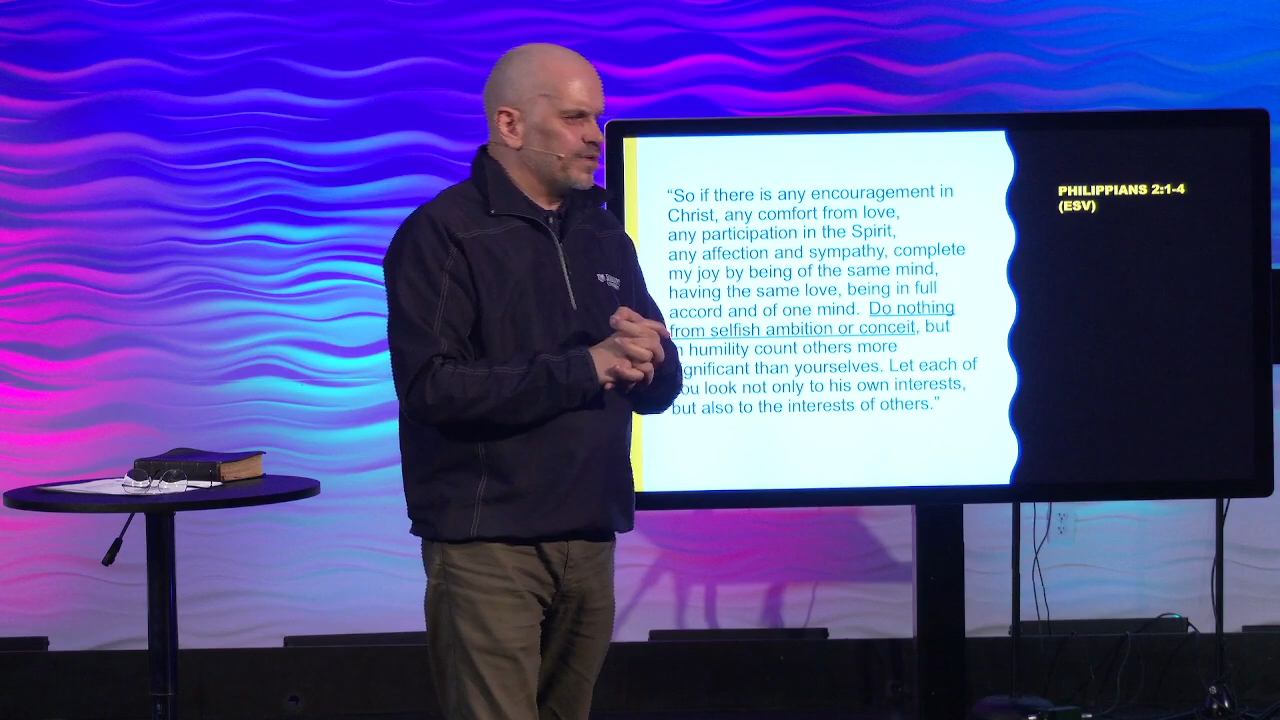 “So if there is any encouragement in
Christ, any comfort from love,
any participation in the Spirit,
any affection and sympathy, complete
my joy by being of the same mind,
having the same love, being in full
accord and of one mind. Do nothing
from selfish ambition or conceit, but
humility count others more
than yourselves. Let each of
look not only to his own interests,
but also to the interests of others.”
PHILIPPIANS 2:1-4
(ESV)